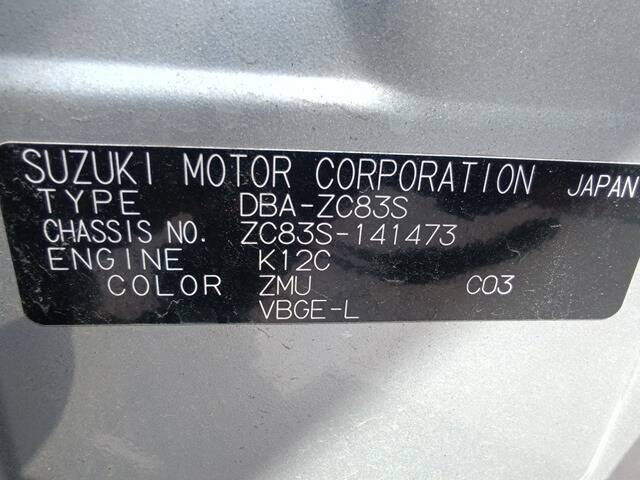 SUZUKI MOTOR CORPORATION JAPAN
TYPE DBA-ZC83S
CHASSIS NO. ZC83S-141473
ENGINE K12C
COLOR ZMU C03
VBGE-L